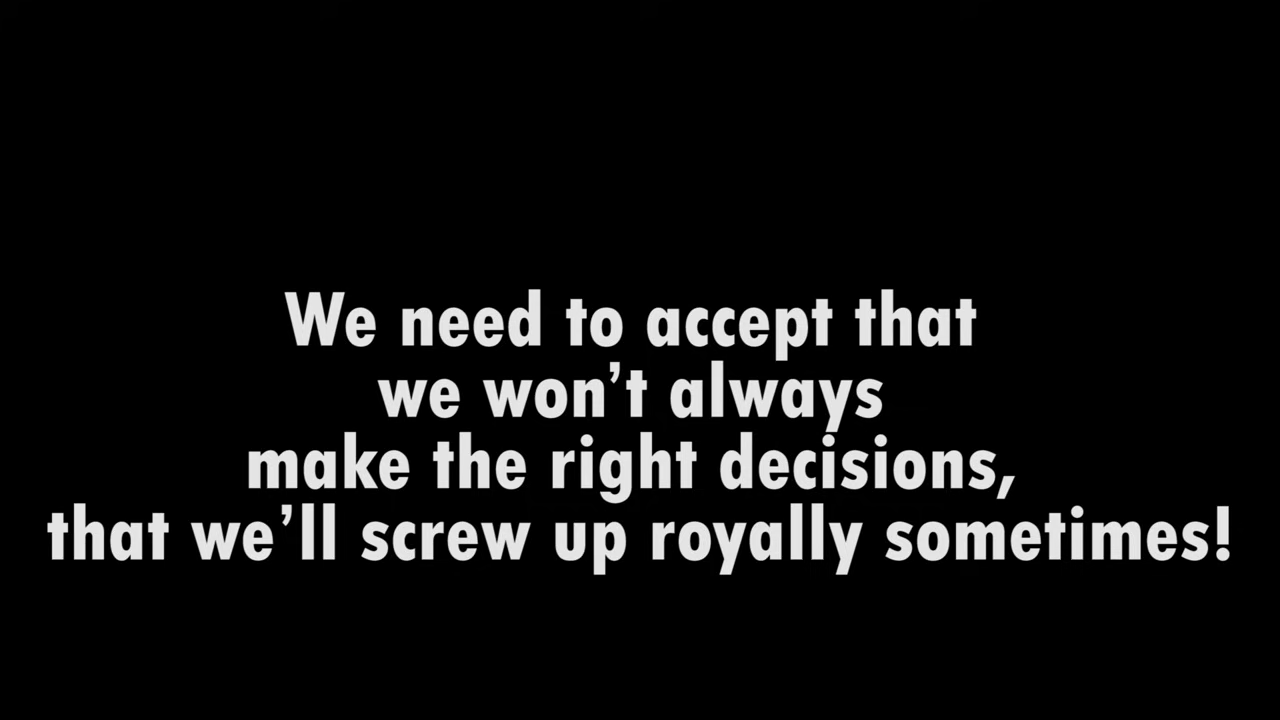 We need to accept that
we won’t always
make the right decisions,
that we’ll screw up royally sometimes!